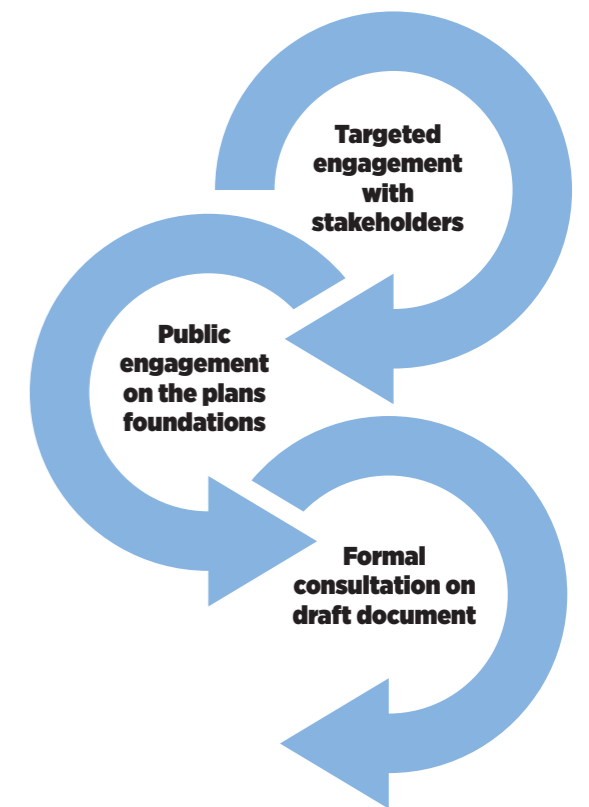 Targeted
engagement
with
stakeholders
Public
engagement
on the plans
foundations
Formal
consultation on
draft document